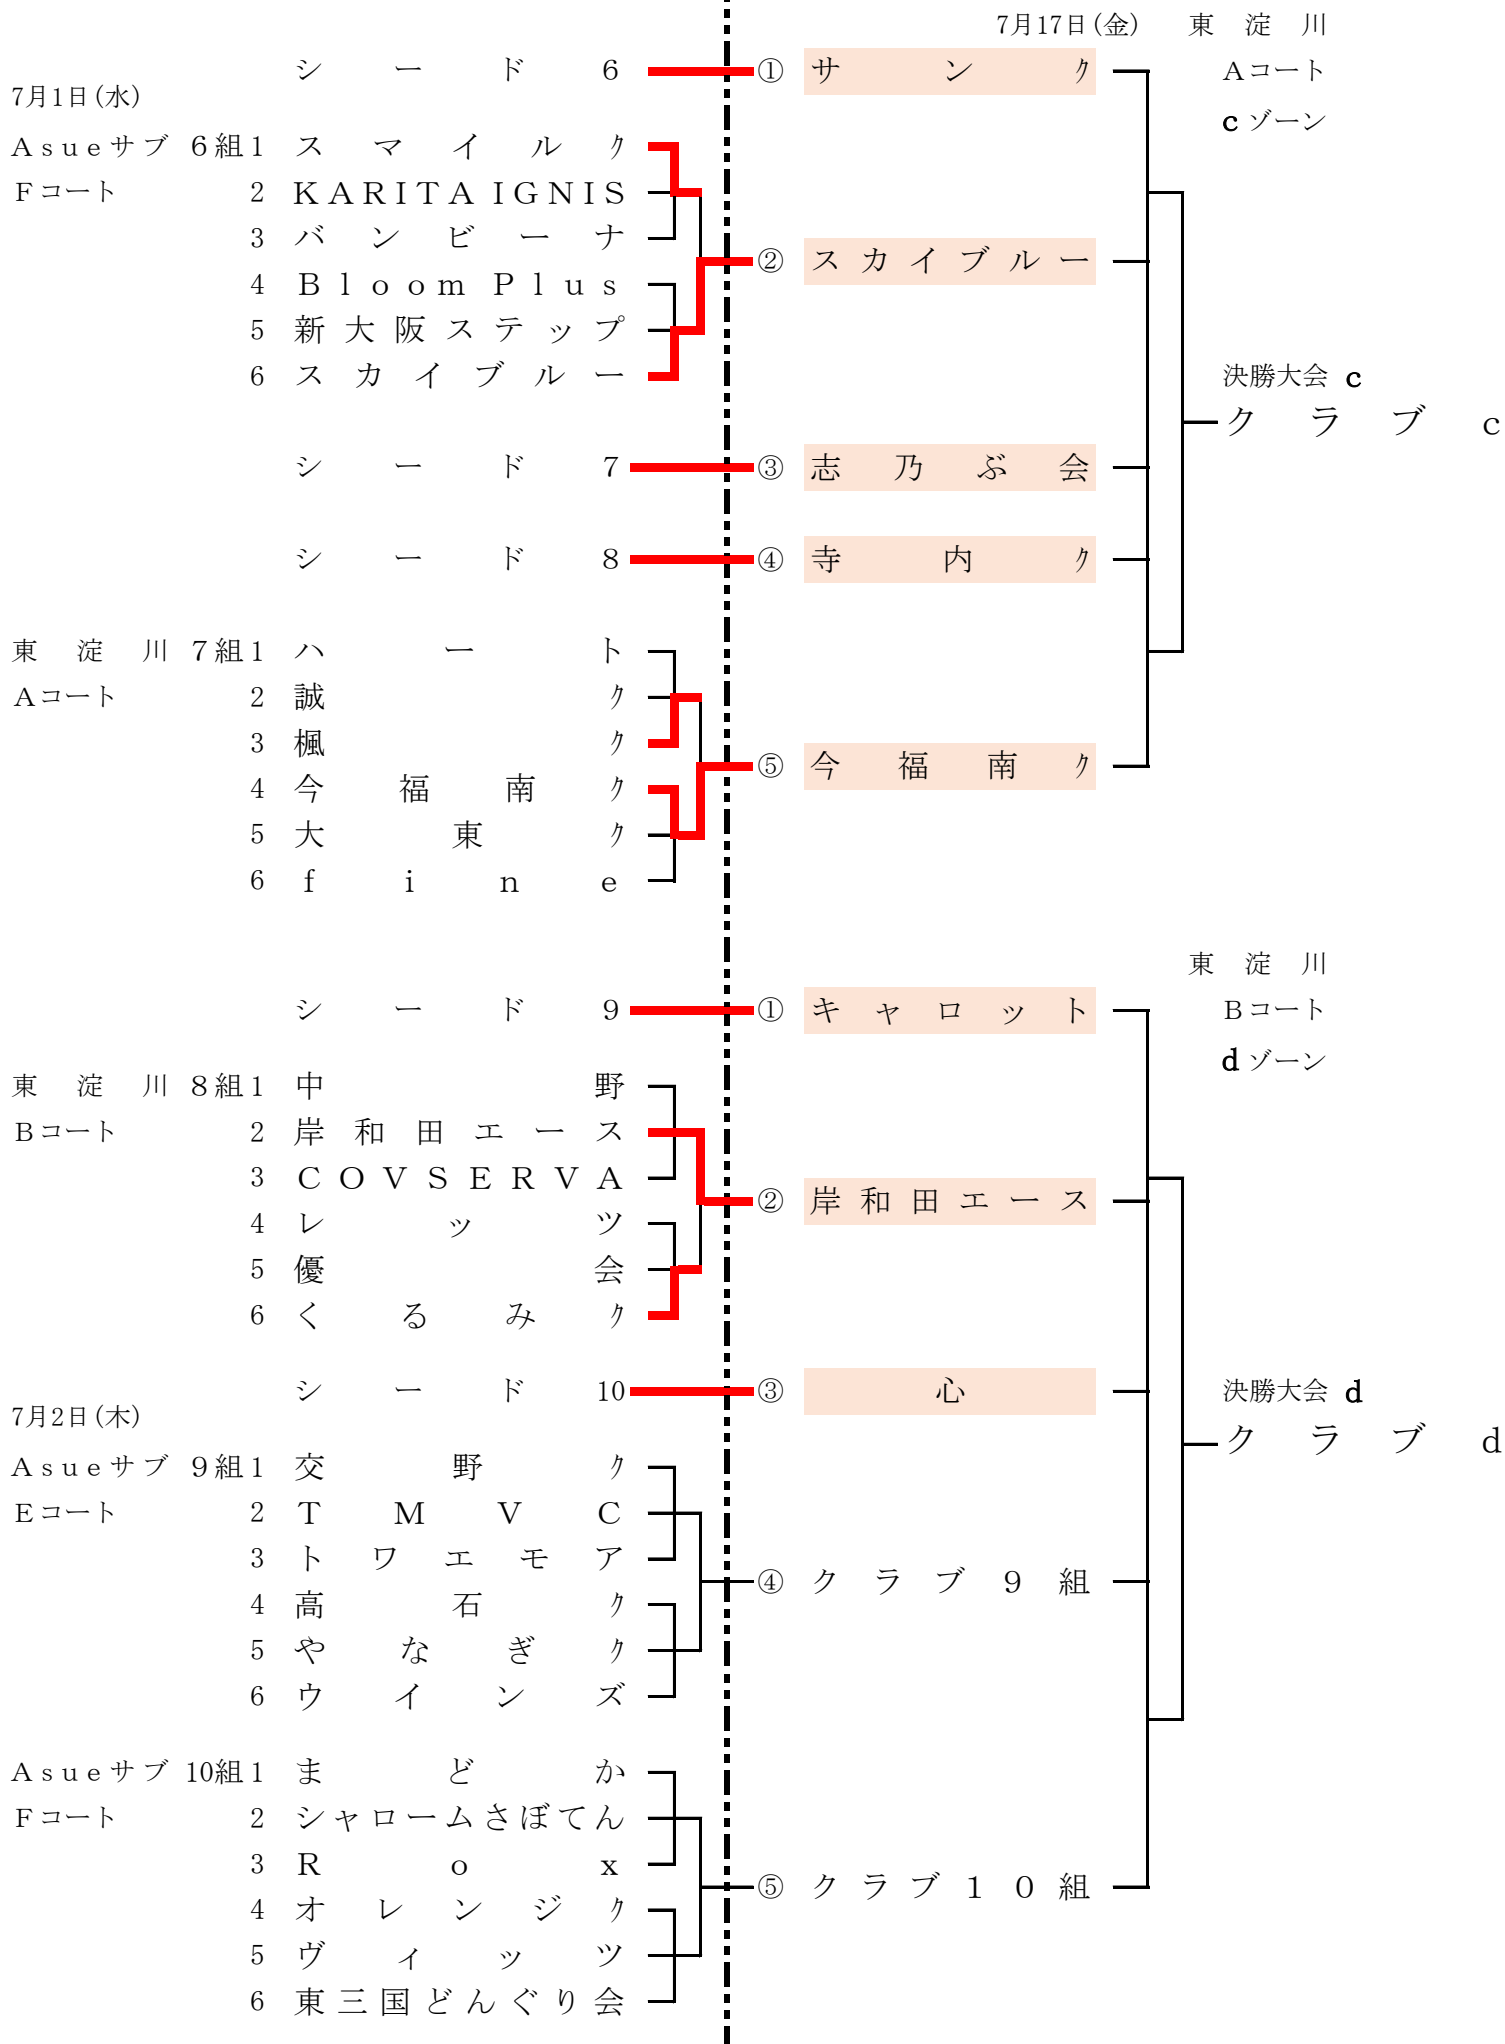 7月17日(金) 東淀川
シード6 ① サンク Aコート
7月1日(水)
cゾーン
Asueサブ 6組 1 スマイルク
Fコート 2 KARITA IGNIS
3 バンビーナ
② スカイブルー
4 Bloom Plus
5 新大阪ステップ
6 スカイブルー 決勝大会 c
クラブc
シード7 ③ 志乃ぶ会
シード8 ④ 寺内ク
東淀川 7組 1 ハート
Aコート 2 誠ク
3 楓ク
⑤ 今福南ク
4 今福南ク
5 大東ク
6 fine
東淀川
シード9 ① キャロット Bコート
dゾーン
東淀川 8組 1 中野
Bコート 2 岸和田エース
3 COVSERVA
② 岸和田エース
4 レッツ
5 優会
6 くるみク
シード10 ③ 心 決勝大会 d
7月2日(木)
クラブd
Asueサブ 9組 1 交野ク
Eコート 2 TMVC
3 トワエモア
④ クラブ9組
4 高石ク
5 やなぎク
6 ウインズ
Asueサブ 10組 1 まどか
Fコート 2 シャロームさぼてん
3 Rox
⑤ クラブ10組
4 オレンジク
5 ヴィッツ
6 東三国どんぐり会